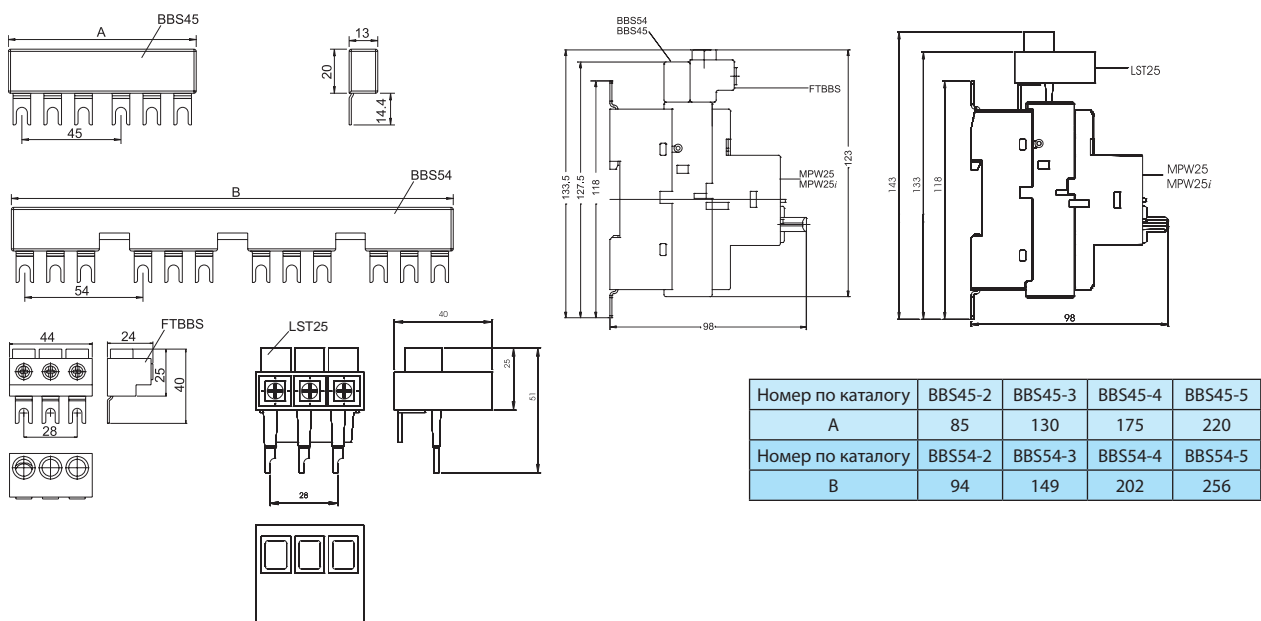 BBS45
A
13
20
14.4
45
BBS54
B
54
FTBBS
44
24
25
40
28
LST25
40
25
51
28
BBS54
BBS45
FTBBS
MPW25
MPW25i
133,5
127.5
118
123
98
LST25
MPW25
MPW25i
143
133
118
98
Номер по каталогу BBS45-2 BBS45-3 BBS45-4 BBS45-5
A 85 130 175 220
Номер по каталогу BBS54-2 BBS54-3 BBS54-4 BBS54-5
B 94 149 202 256